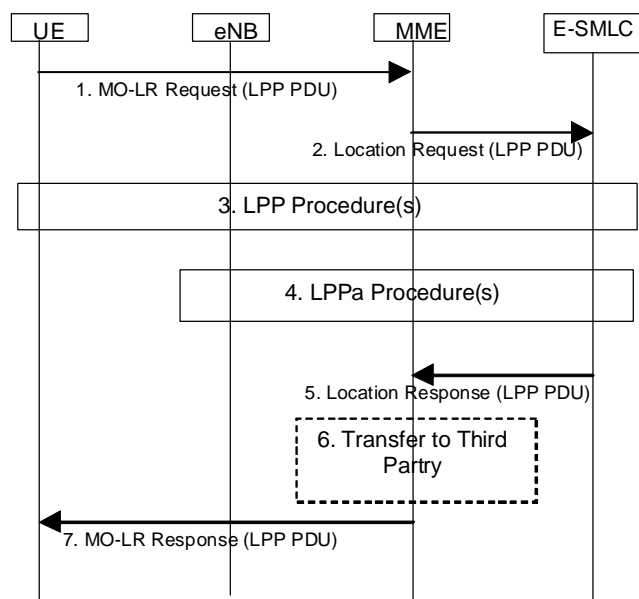 UE eNB MME E-SMLC
1. MO-LR Request (LPP PDU)
2. Location Request (LPP PDU)
3. LPP Procedure(s)
4. LPPa Procedure(s)
5. Location Response (LPP PDU)
6. Transfer to Third
Partry
7. MO-LR Response (LPP PDU)